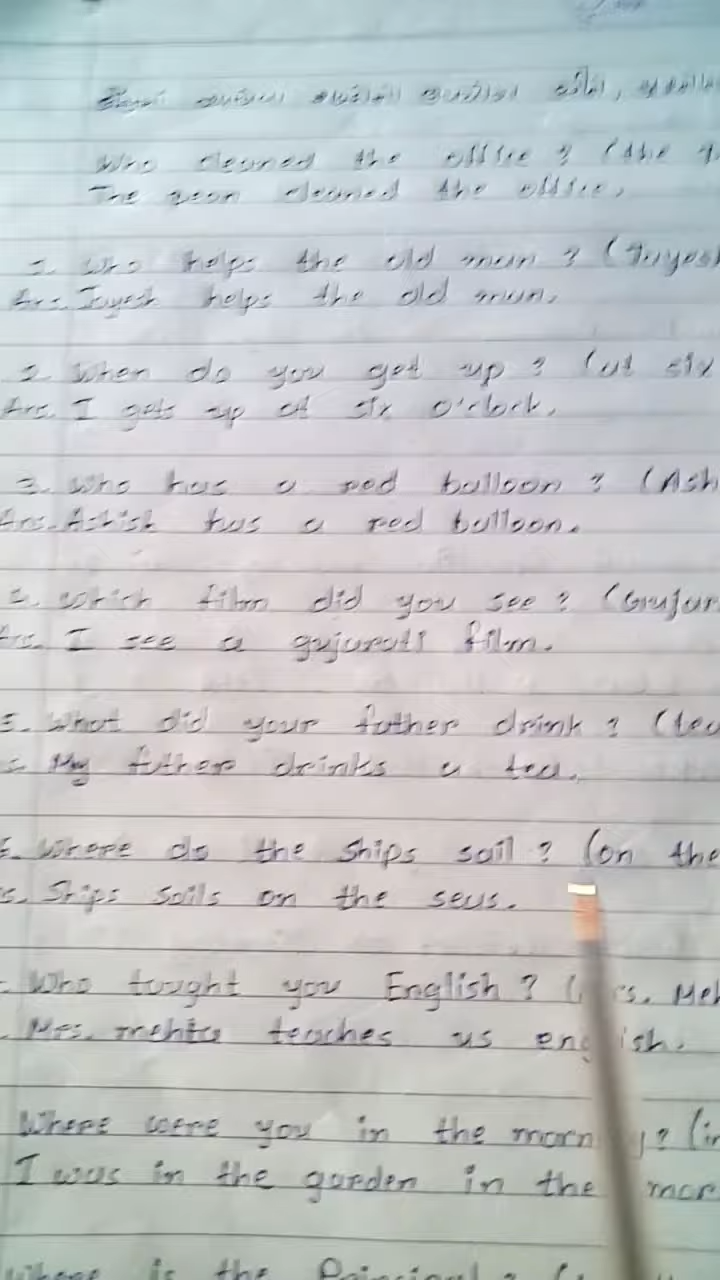 Who cleaned the office ? (the
The peon cleaned the office.
1. Who helps the old man ? (Jayesh
Ans. Jayesh helps the old man.
2. When do you get up ? (at six
Ans. I gets up at six o'clock.
3. Who has a red balloon ? (Ash
Ans. Ashish has a red balloon.
Which film did you see ? (Gujar
I see a gujarati film.
5. What did your father drink ? (tea
My father drinks a tea.
Where do the ships sail ? (on the
Ships sails on the seas.
Who tought you English ? (Mrs. Meh
Mrs. mehta teaches us english.
Where were you in the morning? (in
I was in the garden in the mor
Where is the Principal ?